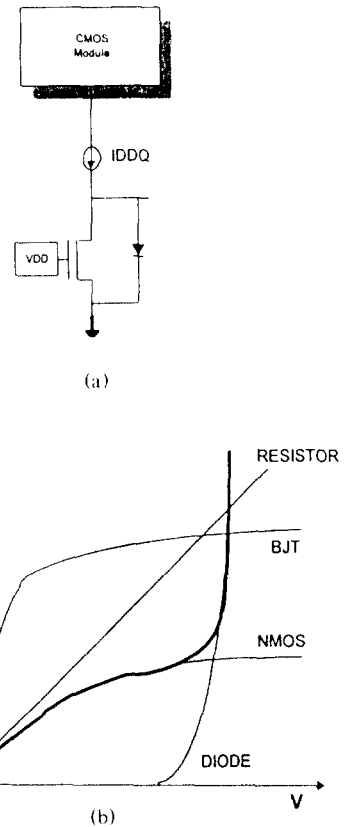 CMOS
Module
IDDQ
VDD
(a)
RESISTOR
BJT
NMOS
DIODE
V
(b)